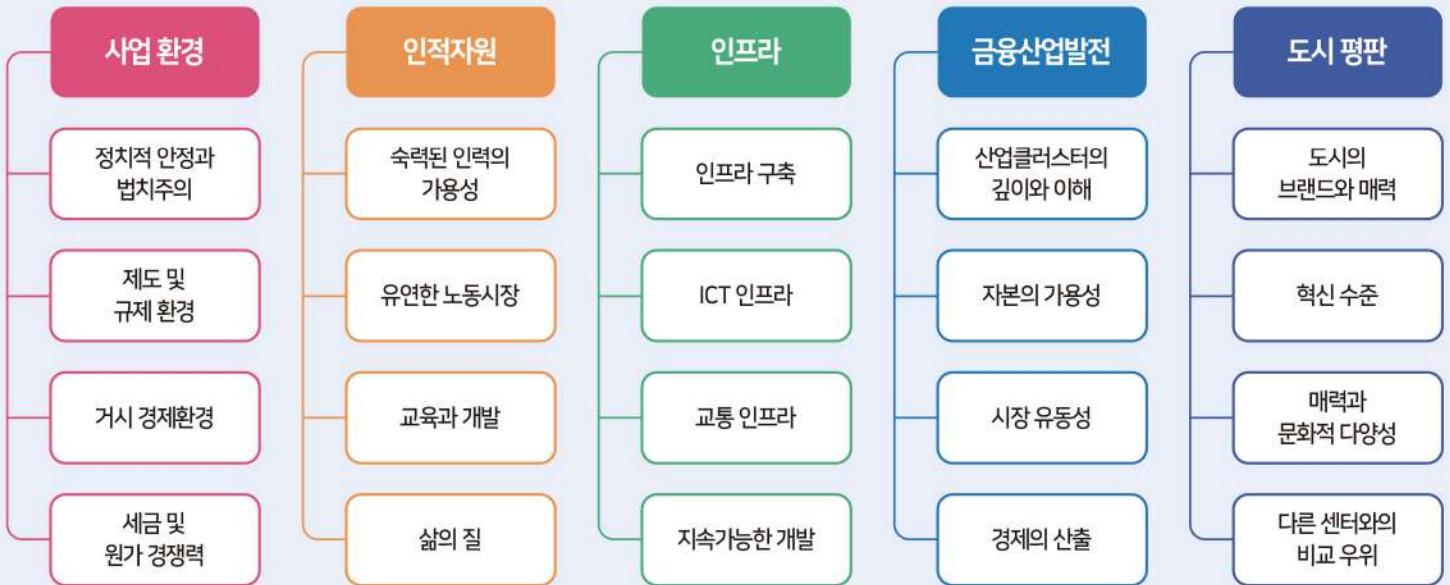 사업 환경
정치적 안정과
법치주의
제도 및
규제 환경
거시 경제환경
세금 및
원가 경쟁력
인적자원
숙력된 인력의
가용성
유연한 노동시장
교육과 개발
삶의 질
인프라
인프라 구축
ICT 인프라
교통 인프라
지속가능한 개발
금융산업발전
산업클러스터의
깊이와 이해
자본의 가용성
시장 유동성
경제의 산출
도시 평판
도시의
브랜드와 매력
혁신 수준
매력과
문화적 다양성
다른 센터와의
비교 우위